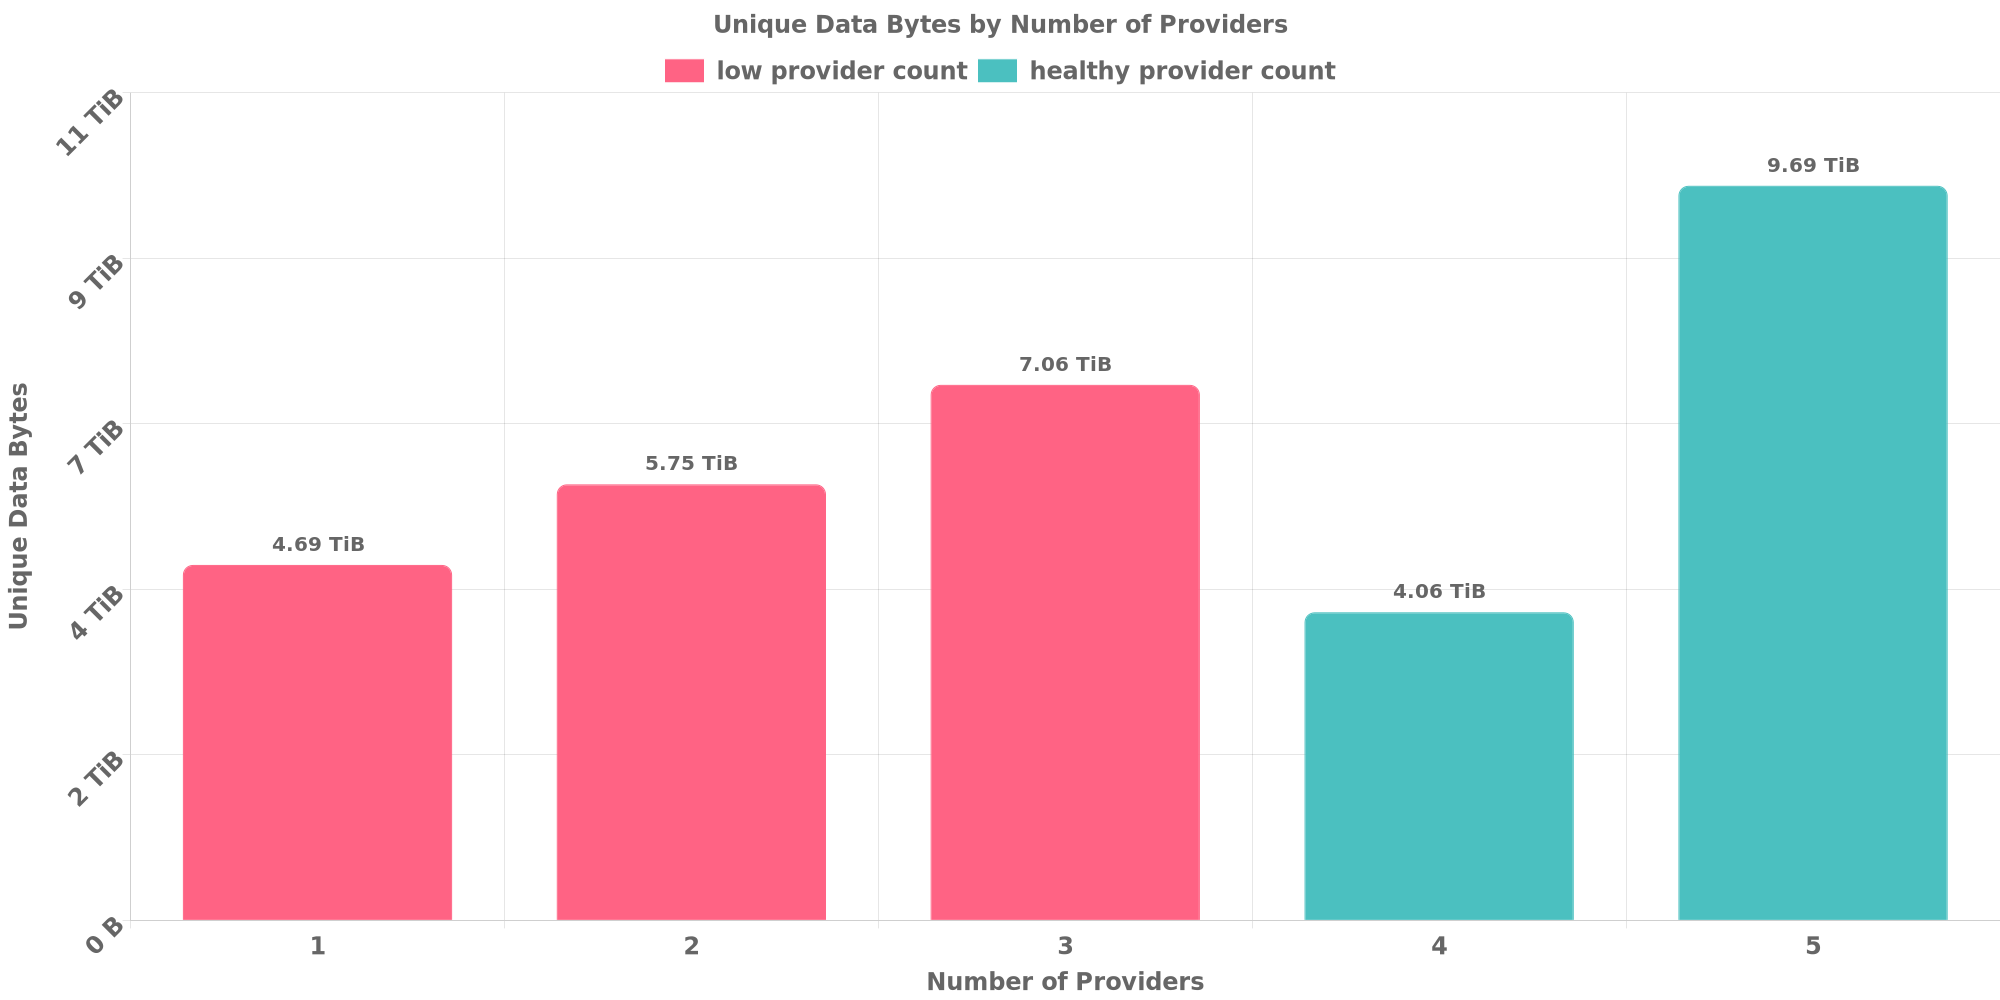 Unique Data Bytes by Number of Providers
low provider count healthy provider count
11 TiB
9 TiB
7 TiB
4 TiB
2 TiB
0 B
Unique Data Bytes
4.69 TiB
5.75 TiB
7.06 TiB
4.06 TiB
9.69 TiB
1 2 3 4 5
Number of Providers